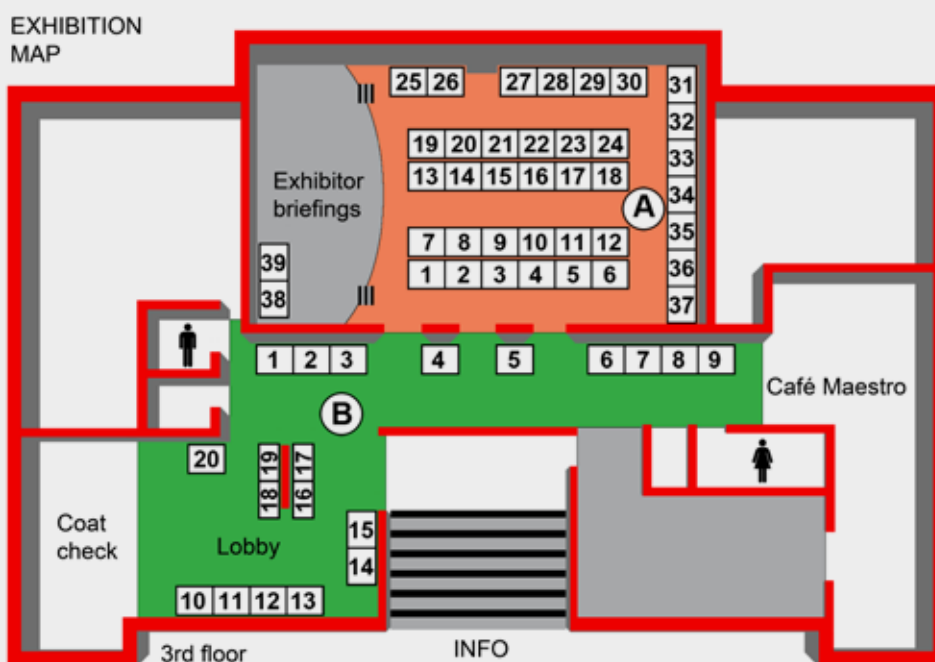 EXHIBITION
MAP
25 26 27 28 29 30
31
32
33
34
35
36
37
19 20 21 22 23 24
13 14 15 16 17 18
A
Exhibitor
briefings
7 8 9 10 11 12
1 2 3 4 5 6
39
38
1 2 3 4 5 6 7 8 9
Café Maestro
B
20
19 17
18 16
15
14
Coat
check
Lobby
10 11 12 13
3rd floor
INFO